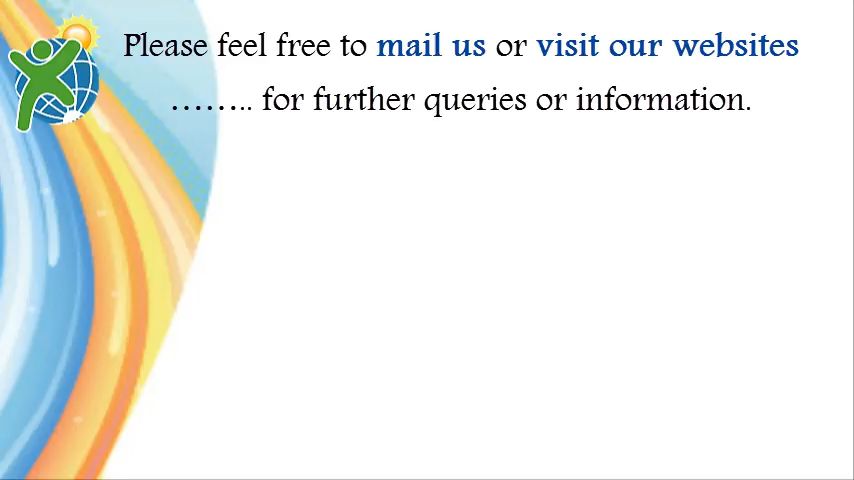 Please feel free to mail us or visit our websites
…….. for further queries or information.